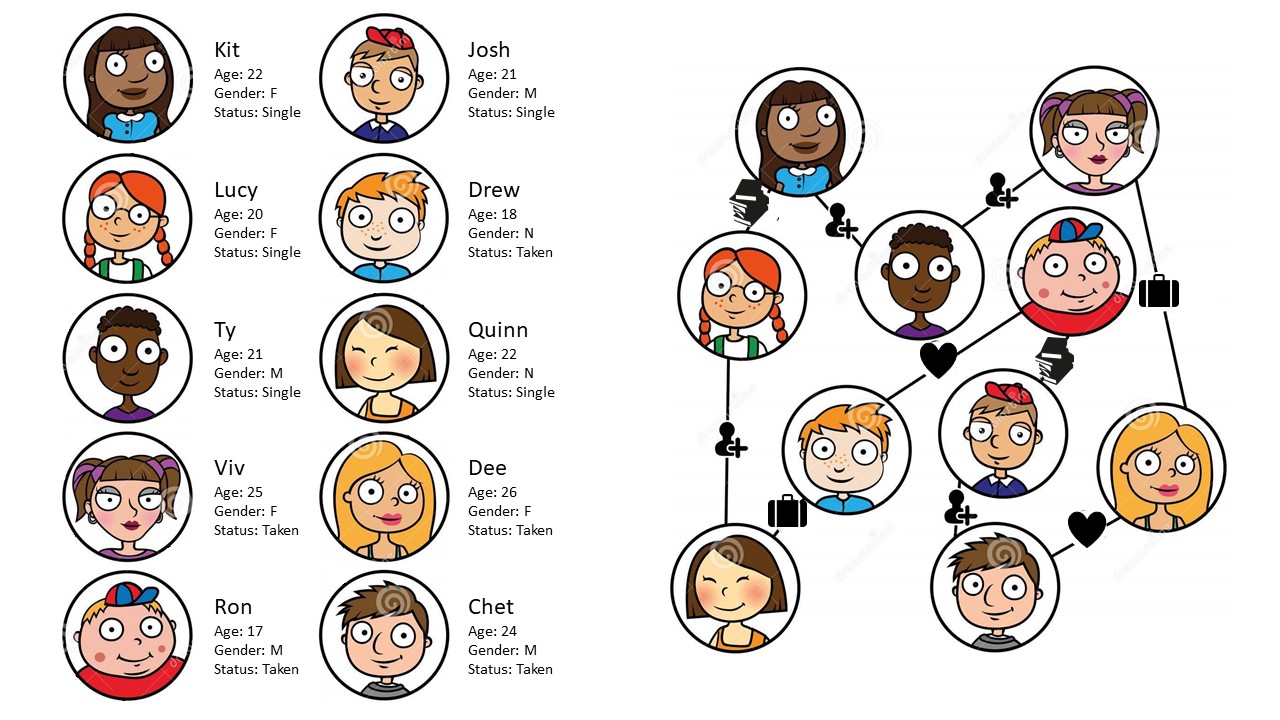 Kit
Age: 22
Gender: F
Status: Single
Josh
Age: 21
Gender: M
Status: Single
Lucy
Age: 20
Gender: F
Status: Single
Drew
Age: 18
Gender: N
Status: Taken
Ty
Age: 21
Gender: M
Status: Single
Quinn
Age: 22
Gender: N
Status: Single
Viv
Age: 25
Gender: F
Status: Taken
Dee
Age: 26
Gender: F
Status: Taken
Ron
Age: 17
Gender: M
Status: Taken
Chet
Age: 24
Gender: M
Status: Taken